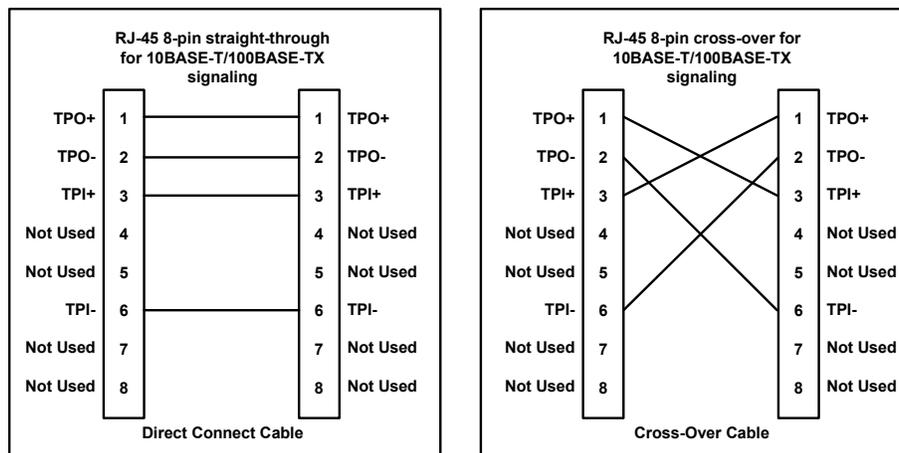 RJ-45 8-pin straight-through
for 10BASE-T/100BASE-TX
signaling
TPO+ 1 1 TPO+
TPO- 2 2 TPO-
TPI+ 3 3 TPI+
Not Used 4 4 Not Used
Not Used 5 5 Not Used
TPI- 6 6 TPI-
Not Used 7 7 Not Used
Not Used 8 8 Not Used
Direct Connect Cable
RJ-45 8-pin cross-over for
10BASE-T/100BASE-TX
signaling
TPO+ 1 1 TPO+
TPO- 2 2 TPO-
TPI+ 3 3 TPI+
Not Used 4 4 Not Used
Not Used 5 5 Not Used
TPI- 6 6 TPI-
Not Used 7 7 Not Used
Not Used 8 8 Not Used
Cross-Over Cable